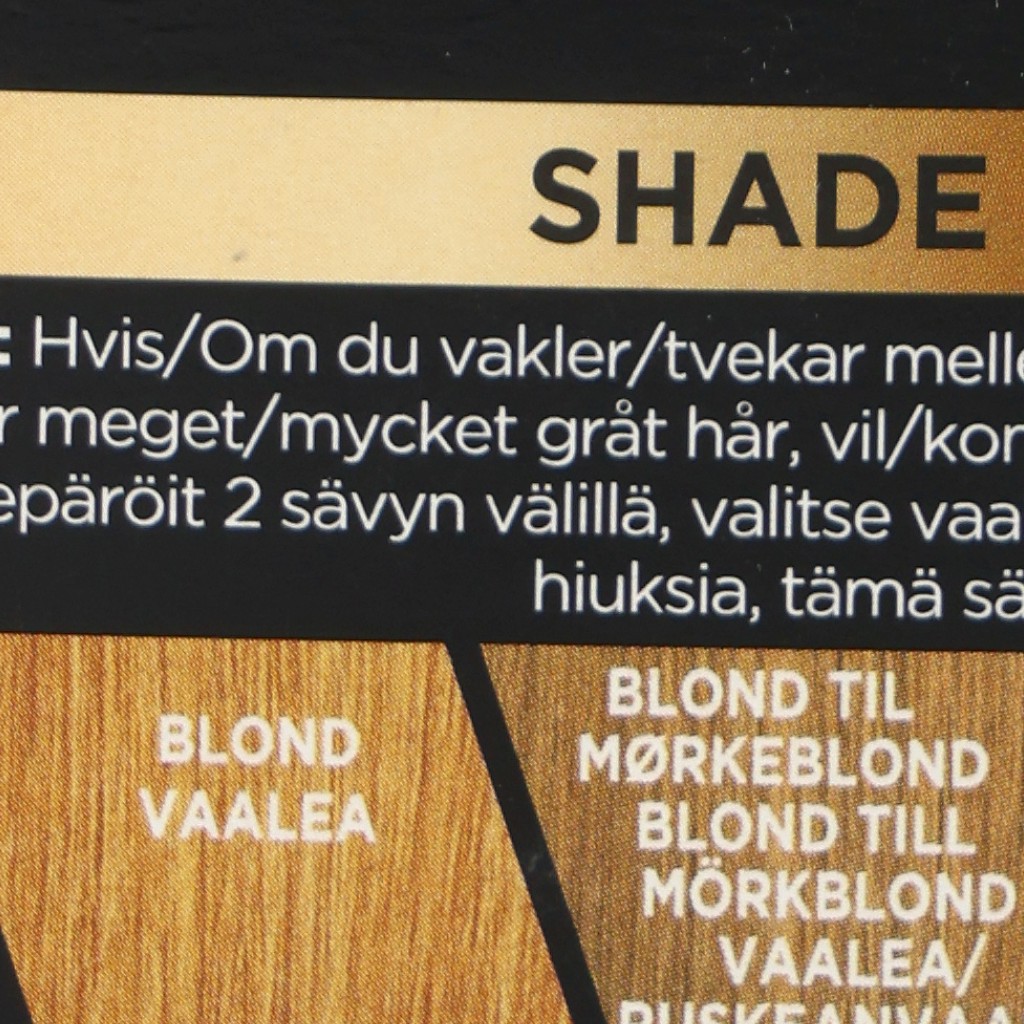 SHADE
: Hvis/Om du vakler/tvekar melle
r meget/mycket gråt hår, vil/kor
epäröit 2 sävyn välillä, valitse vaa
hiuksia, tämä sä
BLOND
VAALEA
BLOND TIL
MØRKEBLOND
BLOND TILL
MÖRKBLOND
VAALEA/